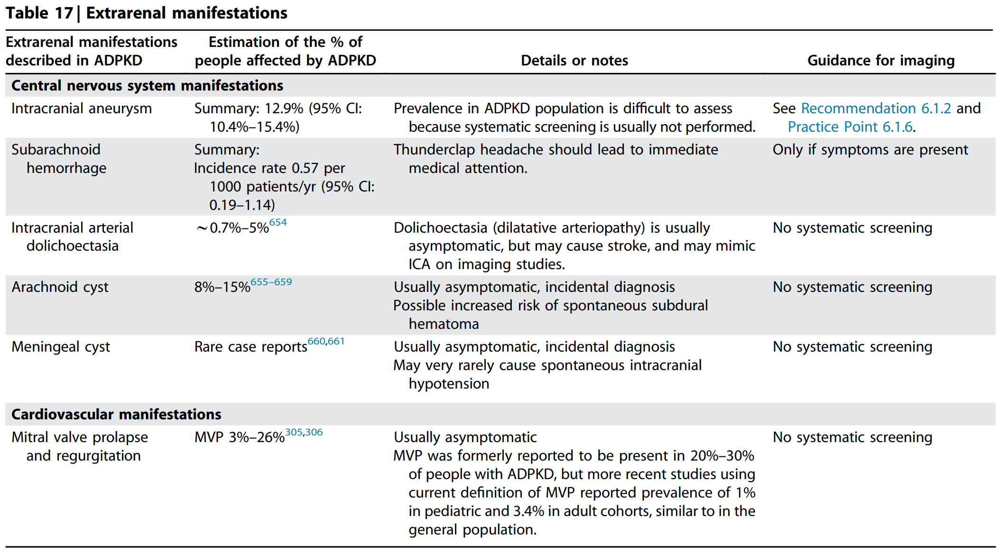 Table 17 | Extrarenal manifestations
Extrarenal manifestations
described in ADPKD
Estimation of the % of
people affected by ADPKD
Details or notes
Guidance for imaging
Central nervous system manifestations
Intracranial aneurysm
Summary: 12.9% (95% CI:
10.4%–15.4%)
Prevalence in ADPKD population is difficult to assess
because systematic screening is usually not performed.
See Recommendation 6.1.2 and
Practice Point 6.1.6.
Subarachnoid
hemorrhage
Summary:
Incidence rate 0.57 per
1000 patients/yr (95% CI:
0.19–1.14)
Thunderclap headache should lead to immediate
medical attention.
Only if symptoms are present
Intracranial arterial
dolichoectasia
~0.7%–5%654
Dolichoectasia (dilatative arteriopathy) is usually
asymptomatic, but may cause stroke, and may mimic
ICA on imaging studies.
No systematic screening
Arachnoid cyst
8%–15%655–659
Usually asymptomatic, incidental diagnosis
Possible increased risk of spontaneous subdural
hematoma
No systematic screening
Meningeal cyst
Rare case reports660,661
Usually asymptomatic, incidental diagnosis
May very rarely cause spontaneous intracranial
hypotension
No systematic screening
Cardiovascular manifestations
Mitral valve prolapse
and regurgitation
MVP 3%–26%305,306
Usually asymptomatic
MVP was formerly reported to be present in 20%–30%
of people with ADPKD, but more recent studies using
current definition of MVP reported prevalence of 1%
in pediatric and 3.4% in adult cohorts, similar to in the
general population.
No systematic screening